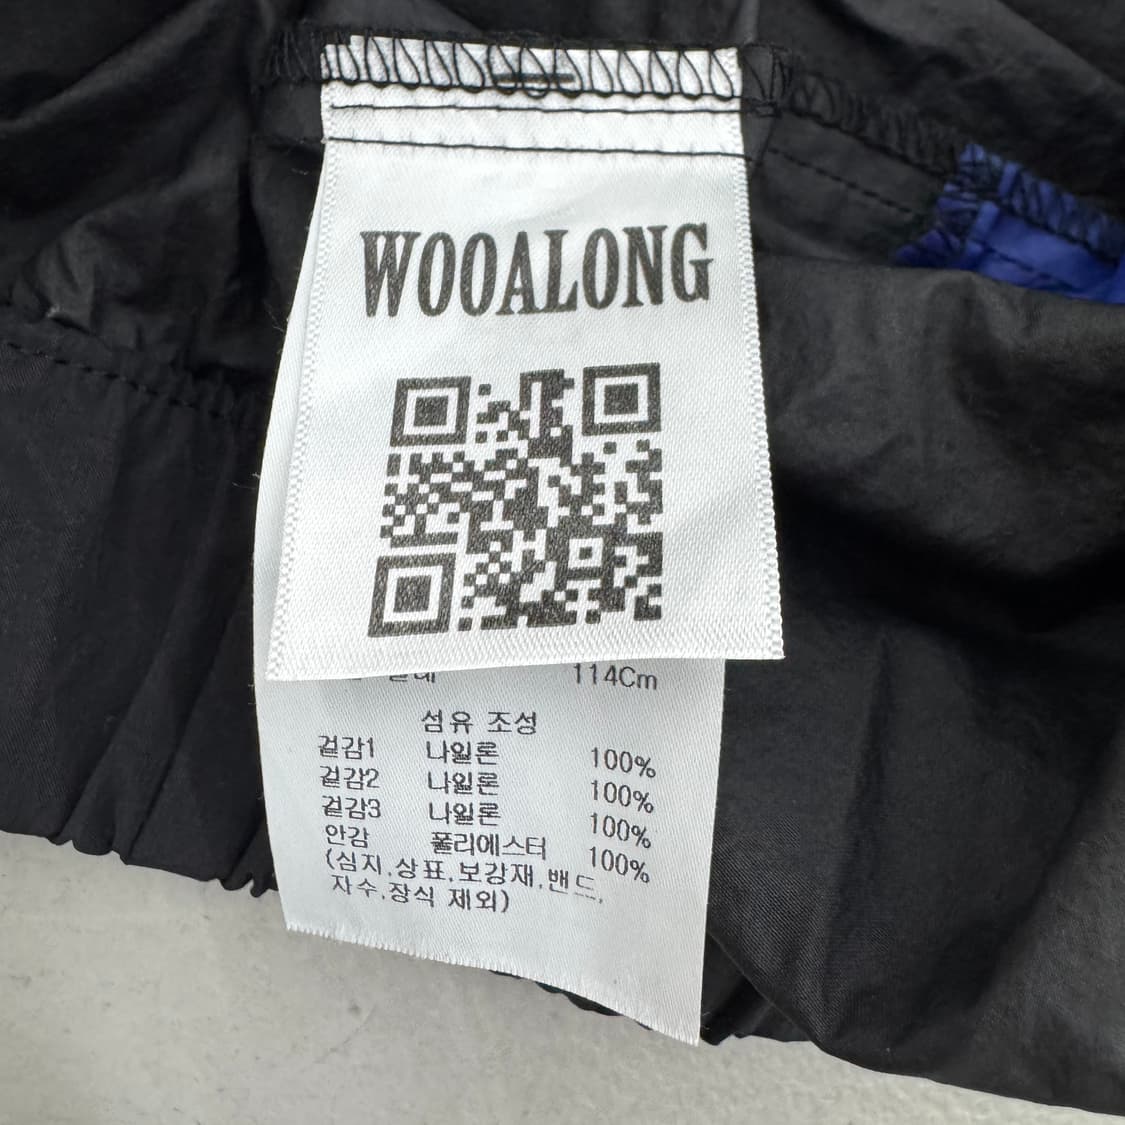 WOOALONG
114Cm
섬유 조성
겉감1 나일론 100%
겉감2 나일론 100%
겉감3 나일론 100%
안감 폴리에스터 100%
(심지,상표,보강재,밴드,
자수,장식 제외)